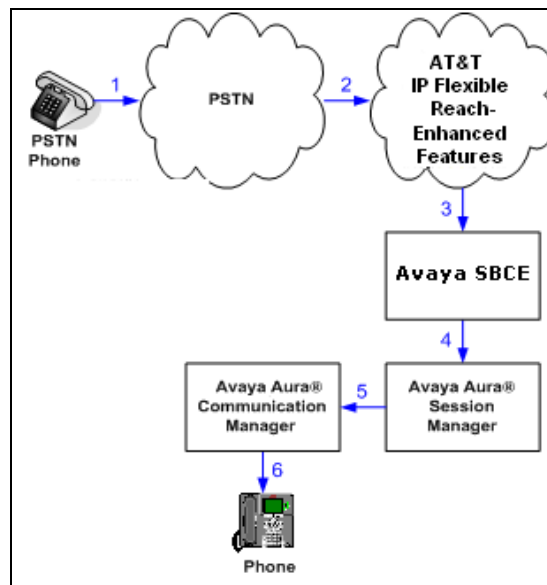 1
2
PSTN
AT&T
IP Flexible
Reach-
Enhanced
Features
PSTN
Phone
3
Avaya SBCE
4
Avaya Aura®
Communication
Manager
5
Avaya Aura®
Session
Manager
6
Phone